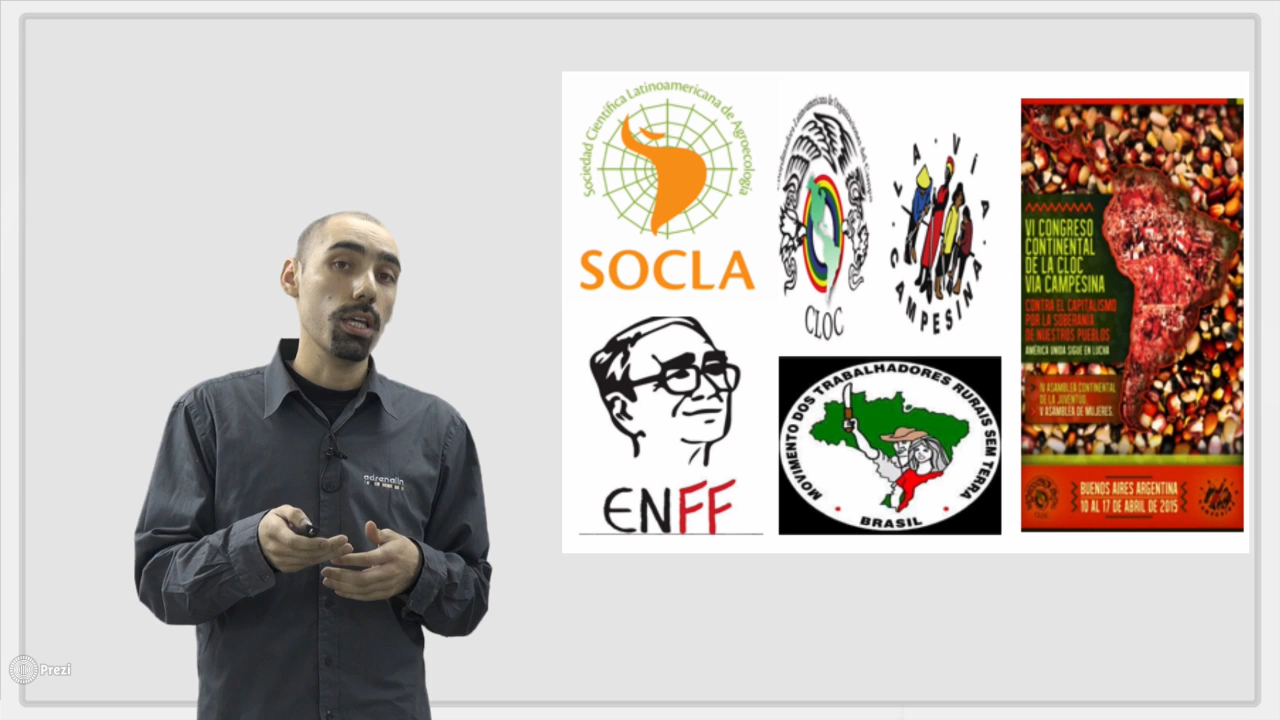 Sociedad Científica Latinoamericana de Agroecología
SOCLA
CLOC
LA VÍA CAMPESINA
ENFF
MOVIMENTO DOS TRABALHADORES RURAIS SEM TERRA
BRASIL
VI CONGRESO
CONTINENTAL
DE LA CLOC
VIA CAMPESINA
CONTRA EL CAPITALISMO
POR LA SOBERANÍA
DE NUESTROS PUEBLOS
AMÉRICA UNIDA SIGUE EN LUCHA
IV ASAMBLEA CONTINENTAL
DE LA JUVENTUD.
V ASAMBLEA DE MUJERES.
BUENOS AIRES ARGENTINA
10 AL 17 DE ABRIL DE 2015
CLOC
adrenalin
Prezi